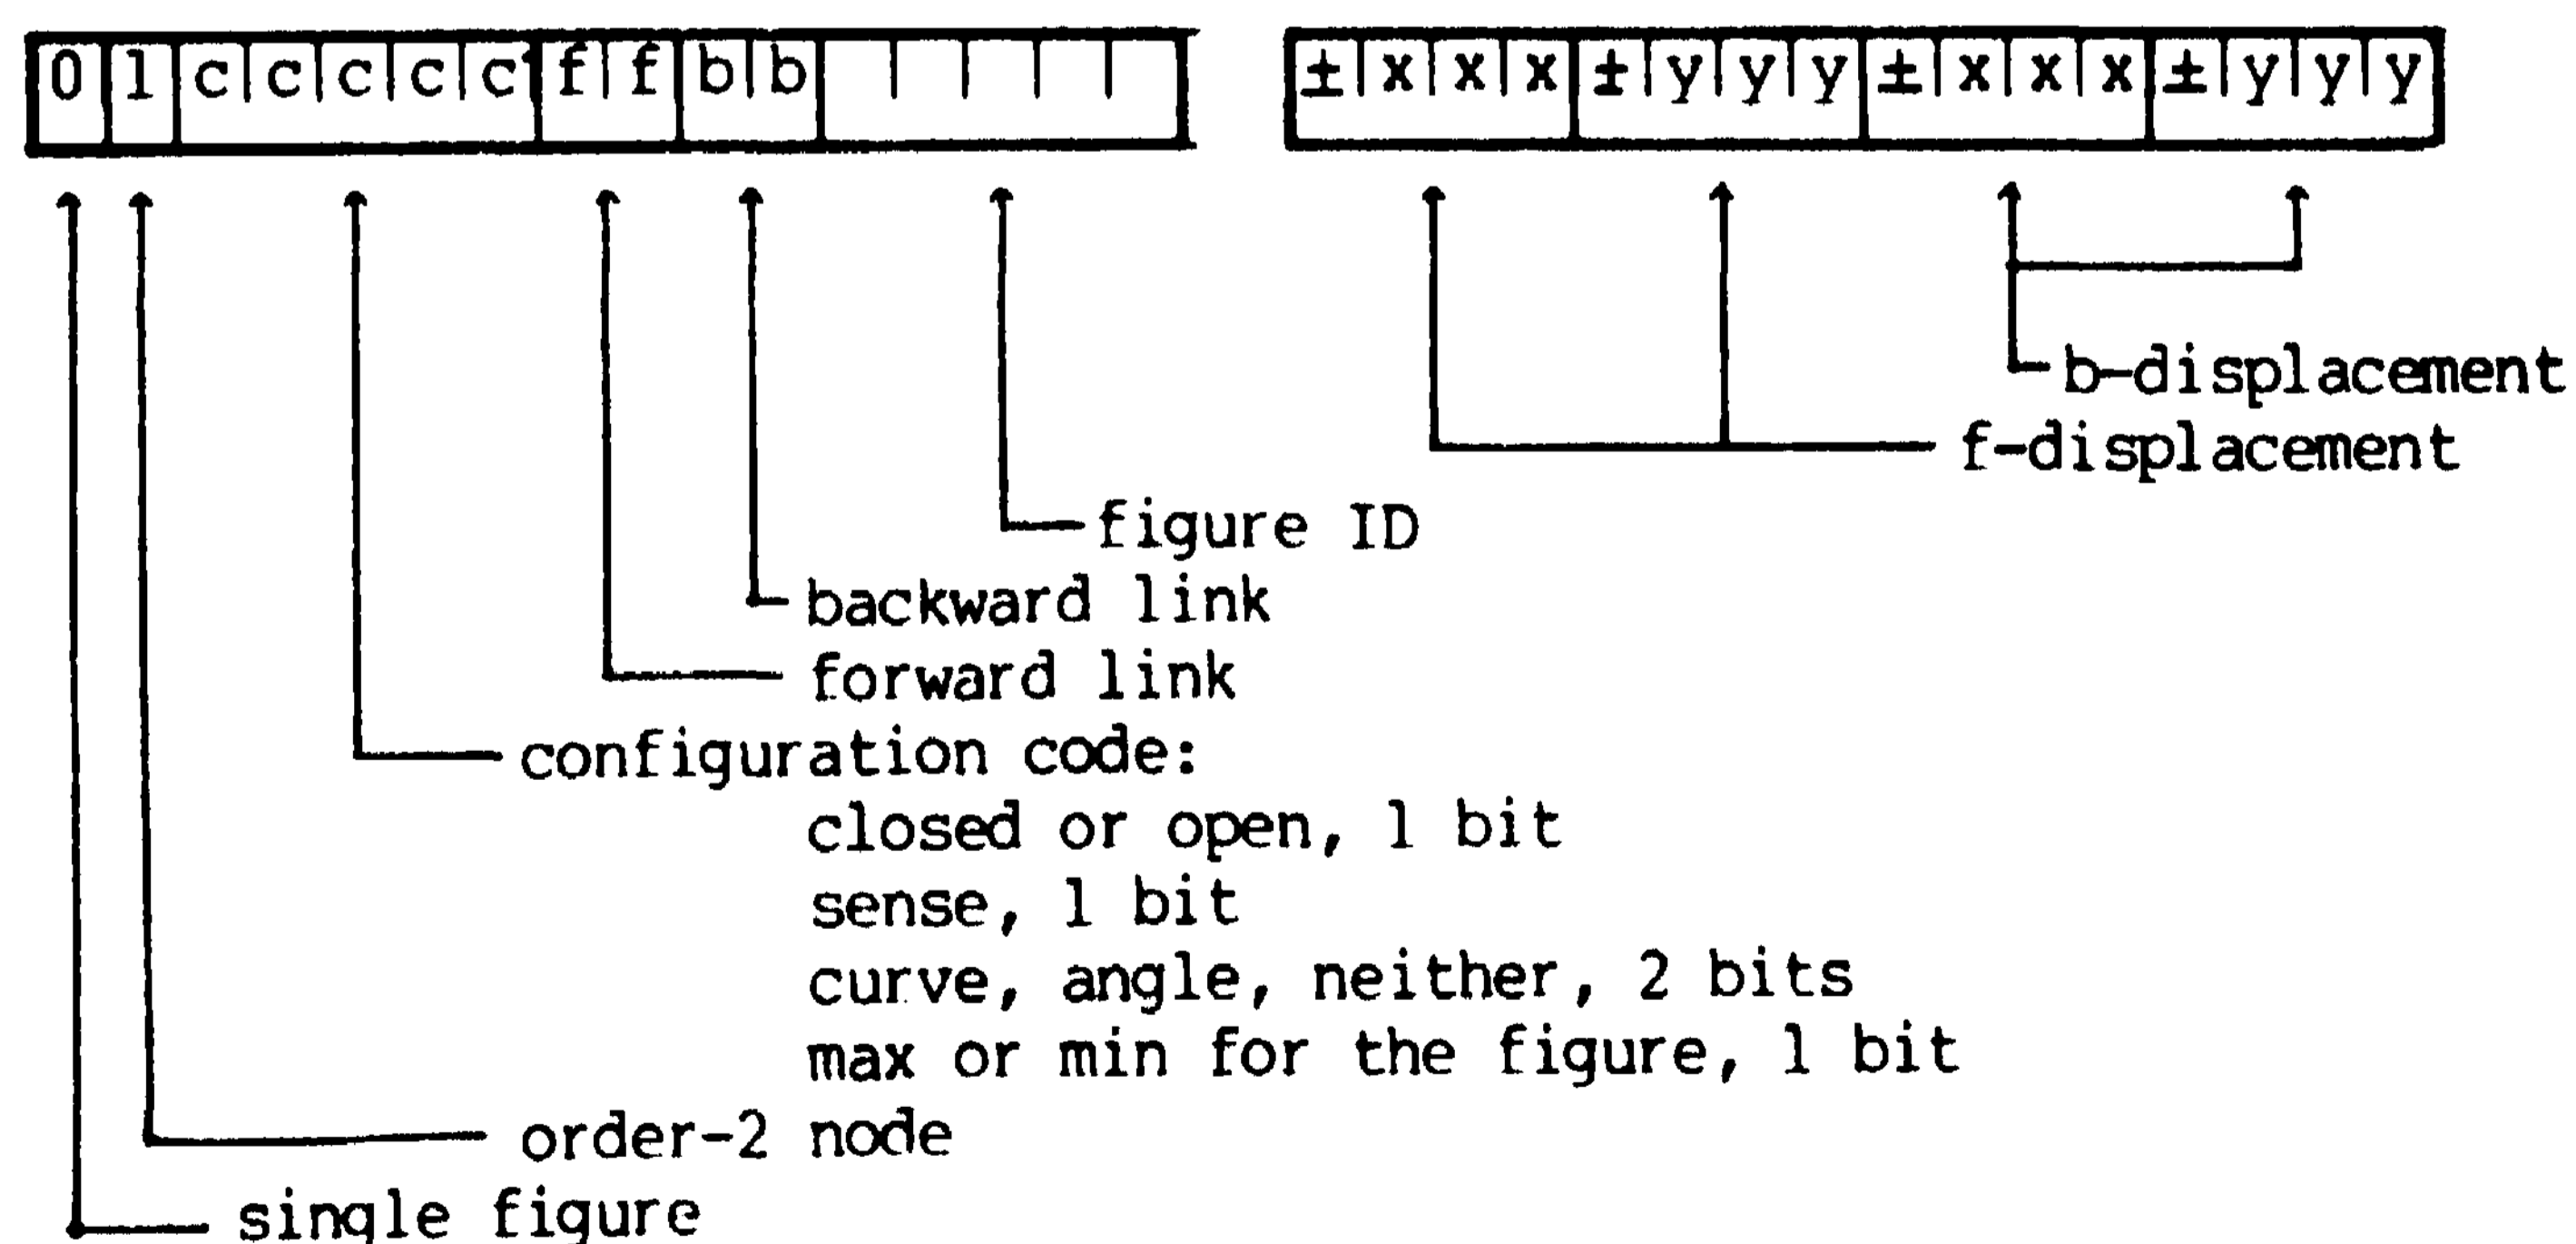 0 1 c c c c c f f b b ± x x x ± y y y ± x x x ± y y y
b-displacement
f-displacement
figure ID
backward link
forward link
configuration code:
closed or open, 1 bit
sense, 1 bit
curve, angle, neither, 2 bits
max or min for the figure, 1 bit
order-2 node
single figure